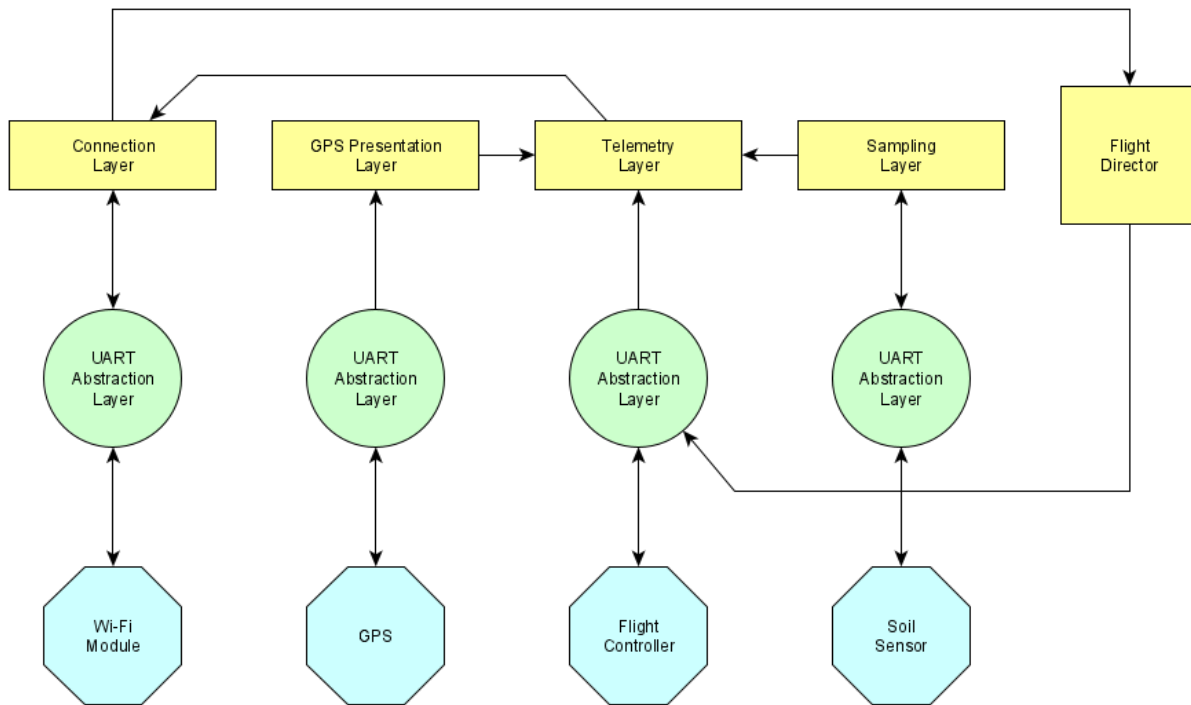 Connection
Layer
GPS Presentation
Layer
Telemetry
Layer
Sampling
Layer
Flight
Director
UART
Abstraction
Layer
UART
Abstraction
Layer
UART
Abstraction
Layer
UART
Abstraction
Layer
Wi-Fi
Module
GPS
Flight
Controller
Soil
Sensor